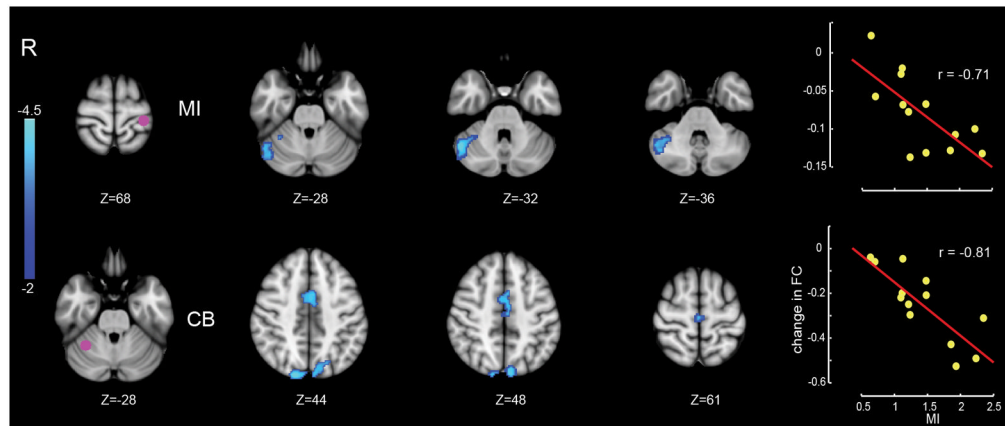 R
-4.5
-2
MI
Z=68
Z=-28
Z=-32
Z=-36
0
-0.05
-0.1
-0.15
r = -0.71
CB
Z=-28
Z=44
Z=48
Z=61
change in FC
0
-0.2
-0.4
-0.6
r = -0.81
0.5 1 1.5 2 2.5
MI